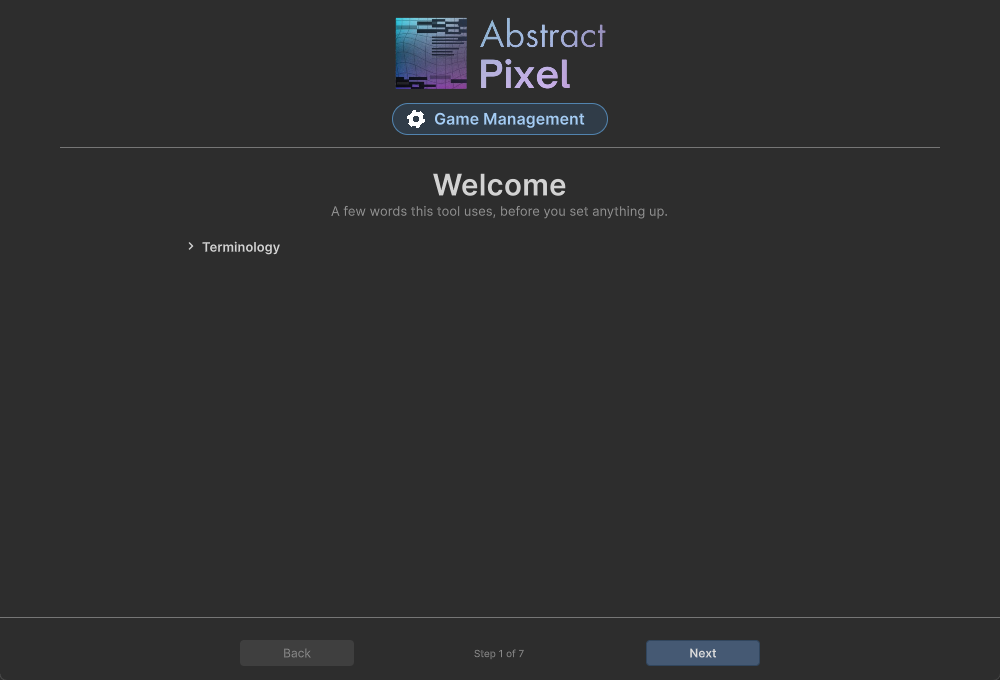 Abstract
Pixel
Game Management
Welcome
A few words this tool uses, before you set anything up.
Terminology
Back
Step 1 of 7
Next